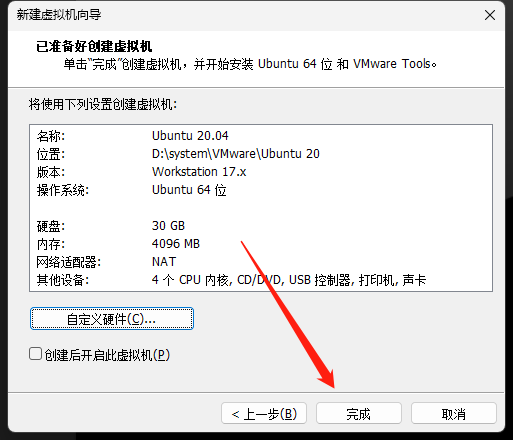 新建虚拟机向导
已准备好创建虚拟机
单击“完成”创建虚拟机，并开始安装 Ubuntu 64 位 和 VMware Tools。
将使用下列设置创建虚拟机:
名称: Ubuntu 20.04
位置: D:\system\VMware\Ubuntu 20
版本: Workstation 17.x
操作系统: Ubuntu 64 位
硬盘: 30 GB
内存: 4096 MB
网络适配器: NAT
其他设备: 4 个 CPU 内核, CD/DVD, USB 控制器, 打印机, 声卡
自定义硬件(C)...
创建后开启此虚拟机(P)
< 上一步(B) 完成 取消